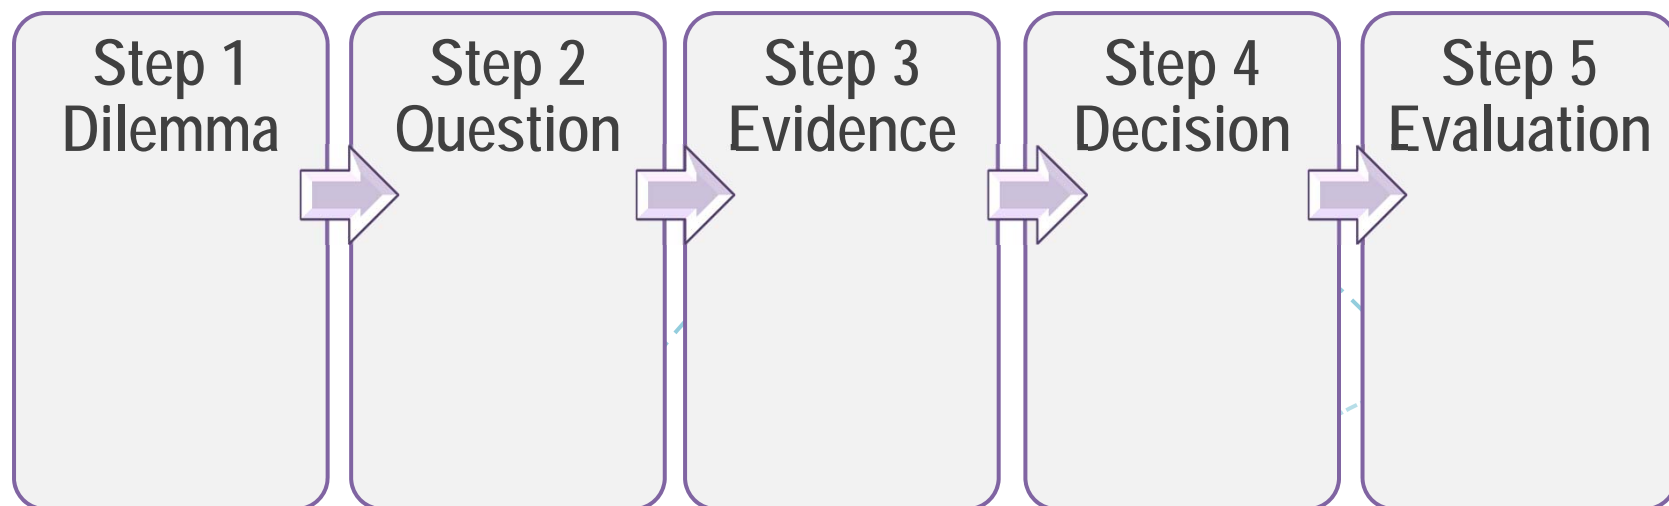 Step 1
Dilemma
Step 2
Question
Step 3
Evidence
Step 4
Decision
Step 5
Evaluation